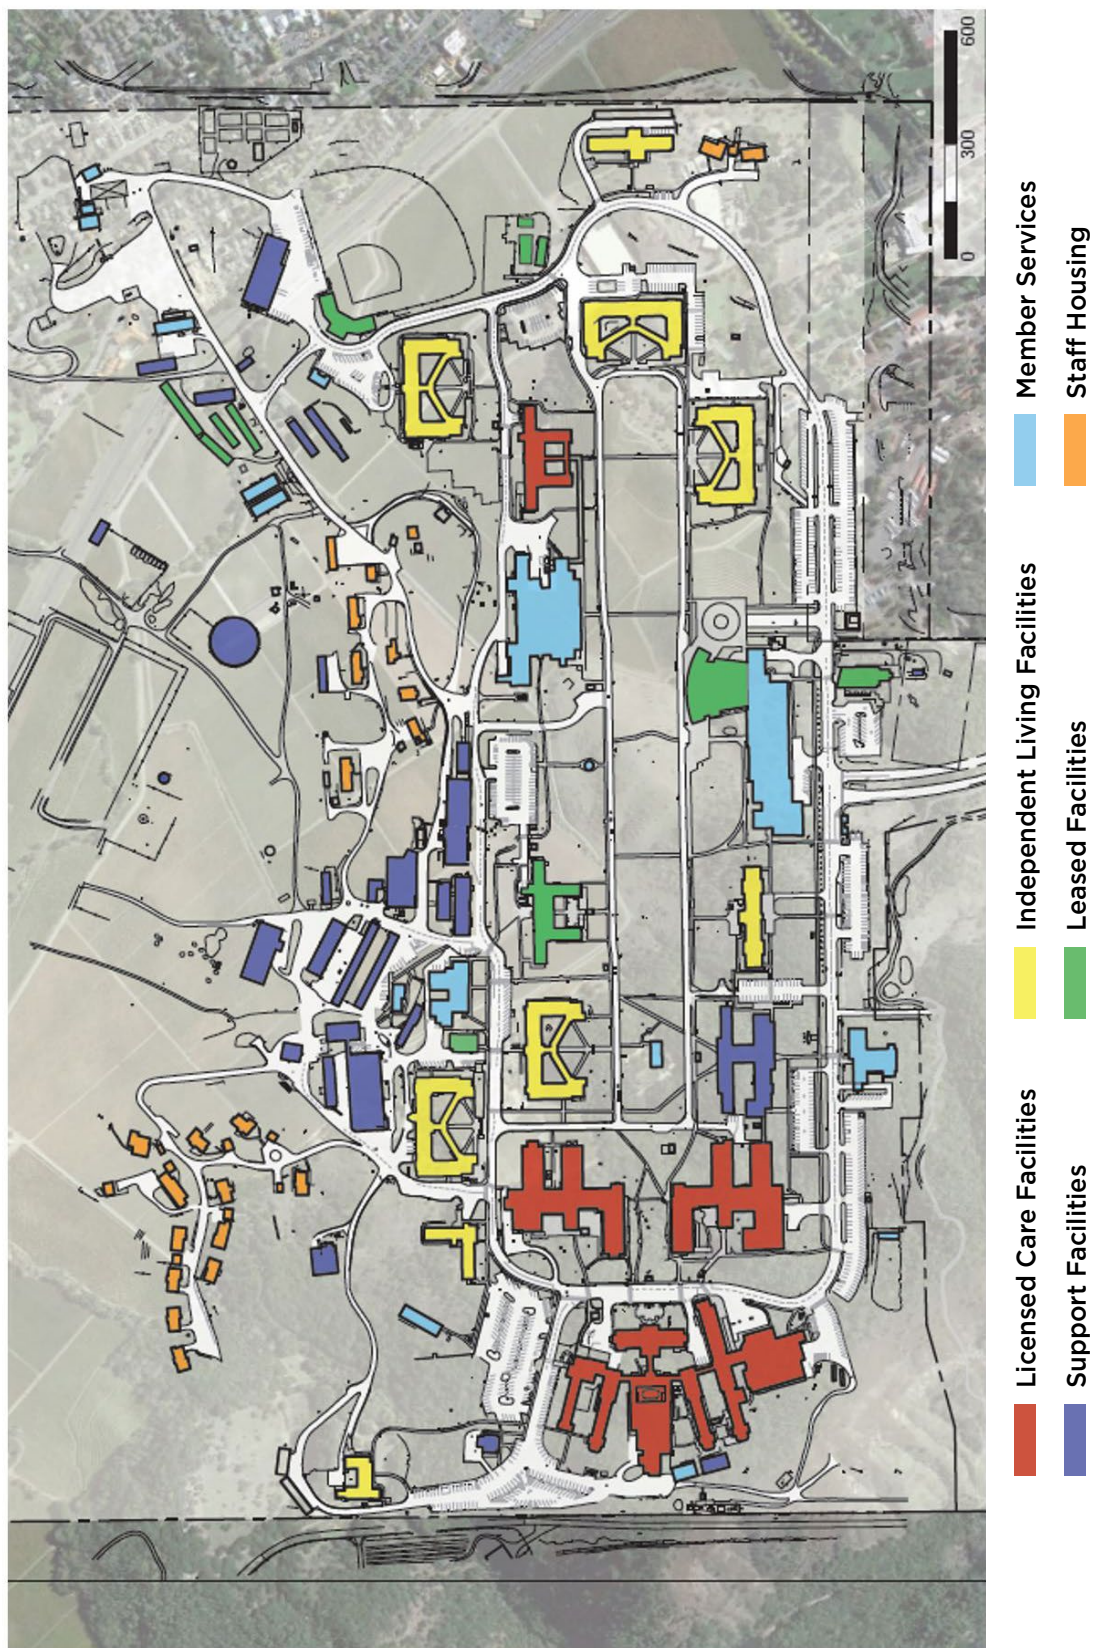 0 300 600
Licensed Care Facilities
Independent Living Facilities
Member Services
Support Facilities
Leased Facilities
Staff Housing